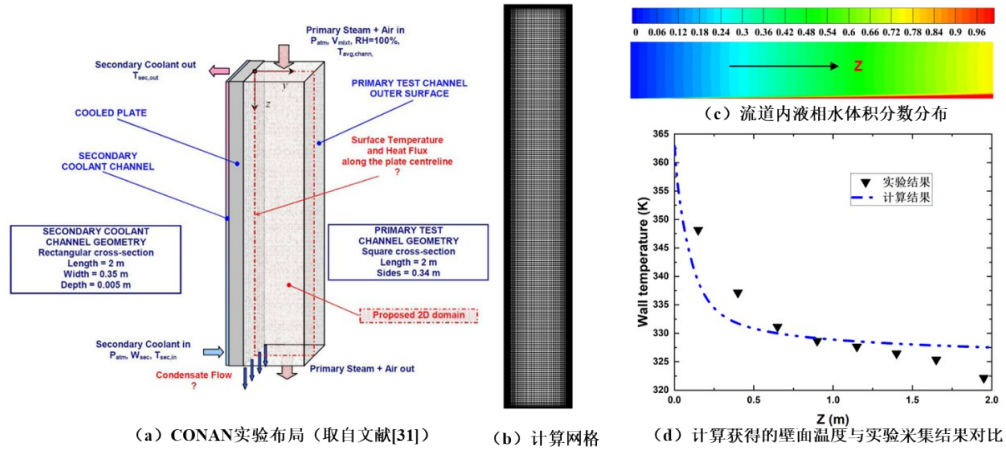 Primary Steam + Air in
Patm, Vmixt, RH=100%,
Tavg,chann,
Secondary Coolant out
Tsec,out
y
z
COOLED PLATE
PRIMARY TEST CHANNEL
OUTER SURFACE
SECONDARY
COOLANT CHANNEL
Surface Temperature
and Heat Flux
along the plate centreline
?
SECONDARY COOLANT
CHANNEL GEOMETRY
Rectangular cross-section
Length = 2 m
Width = 0.35 m
Depth = 0.005 m
PRIMARY TEST
CHANNEL GEOMETRY
Square cross-section
Length = 2 m
Sides = 0.34 m
Proposed 2D domain
Secondary Coolant in
Patm, Wsec, Tsec,in
Condensate Flow
?
Primary Steam + Air out
(a)CONAN实验布局(取自文献[31])
(b)计算网格
0 0.06 0.12 0.18 0.24 0.3 0.36 0.42 0.48 0.54 0.6 0.66 0.72 0.78 0.84 0.9 0.96
Z
(c)流道内液相水体积分数分布
365
360
355
350
345
340
335
330
325
320
Wall temperature (K)
实验结果
计算结果
0.0 0.5 1.0 1.5 2.0
Z (m)
(d)计算获得的壁面温度与实验采集结果对比